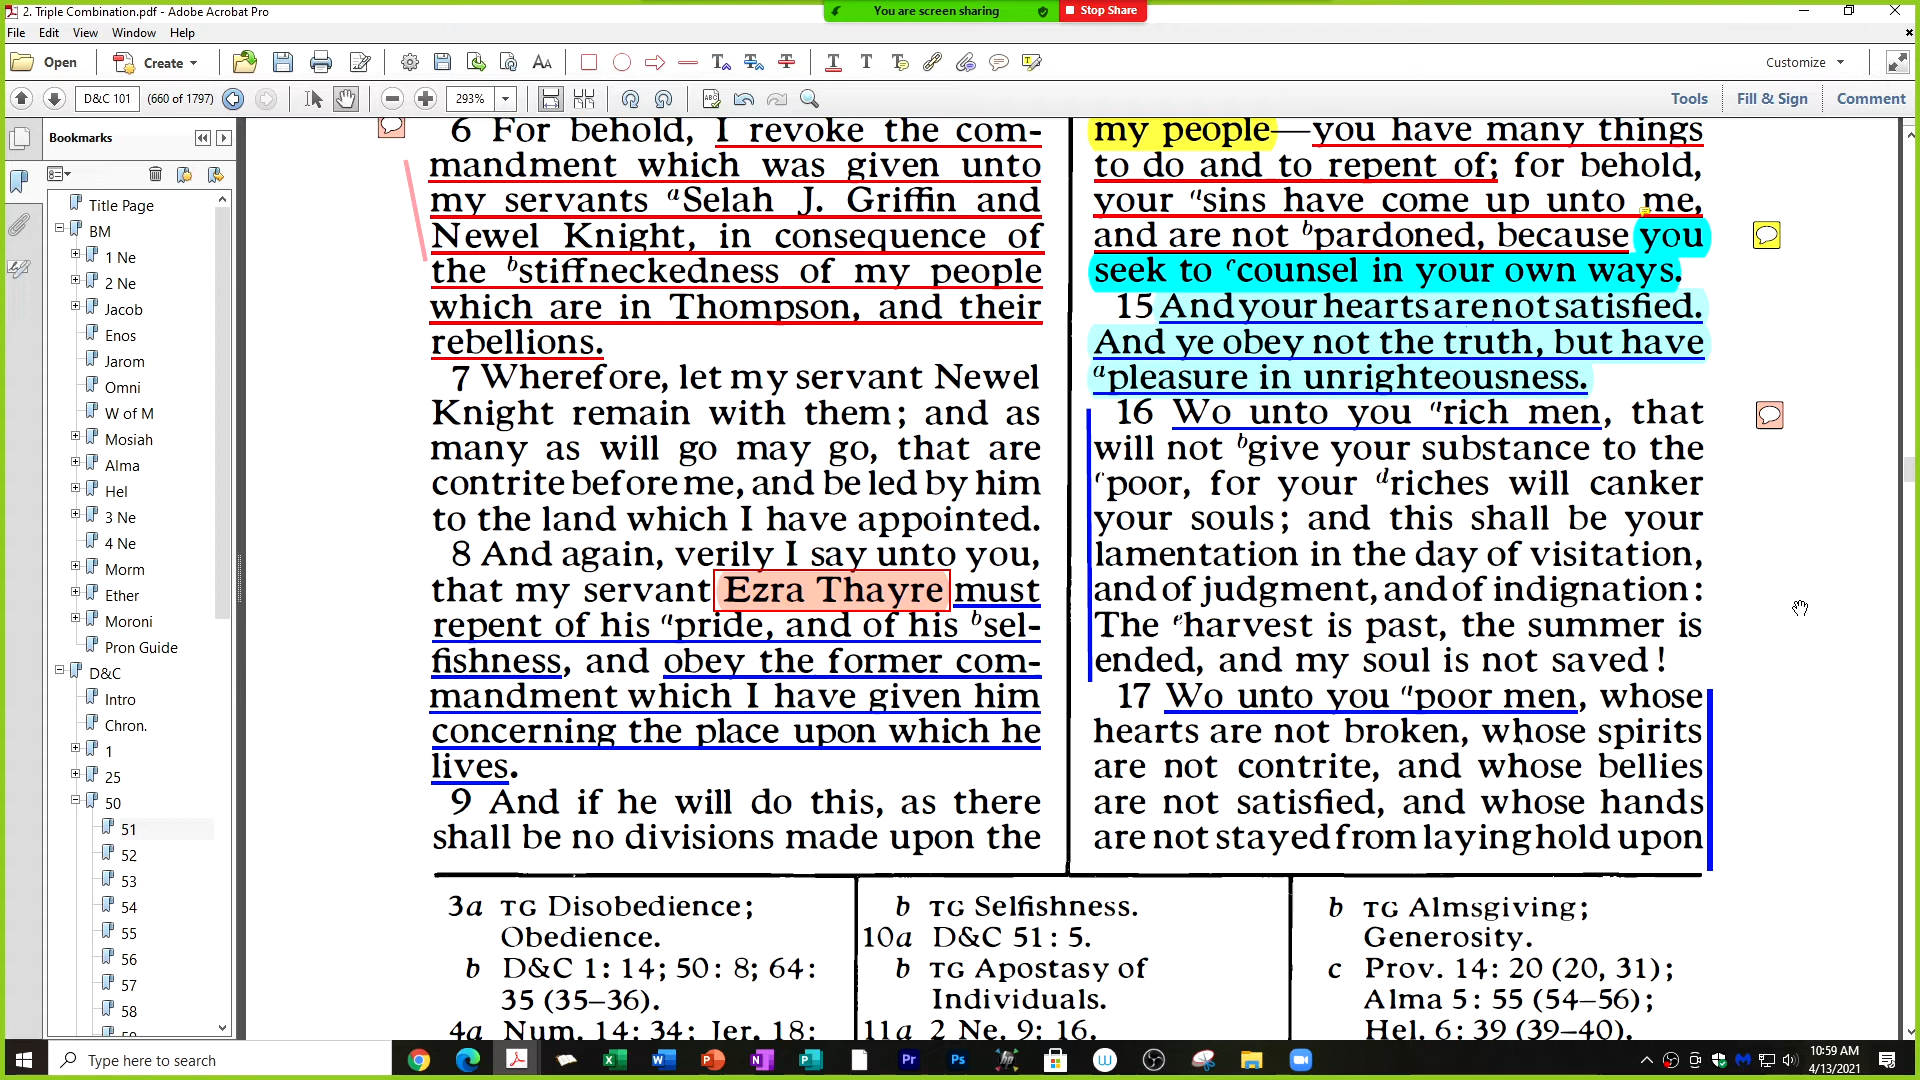 2. Triple Combination.pdf - Adobe Acrobat Pro
You are screen sharing
Stop Share
File Edit View Window Help
Open
Create
Customize
D&C 101
(660 of 1797)
293%
Tools
Fill & Sign
Comment
Bookmarks
Title Page
BM
1 Ne
2 Ne
Jacob
Enos
Jarom
Omni
W of M
Mosiah
Alma
Hel
3 Ne
4 Ne
Morm
Ether
Moroni
Pron Guide
D&C
Intro
Chron.
1
25
50
51
52
53
54
55
56
57
58
6 For behold, I revoke the com-
mandment which was given unto
my servants aSelah J. Griffin and
Newel Knight, in consequence of
the bstiffneckedness of my people
which are in Thompson, and their
rebellions.
7 Wherefore, let my servant Newel
Knight remain with them; and as
many as will go may go, that are
contrite before me, and be led by him
to the land which I have appointed.
8 And again, verily I say unto you,
that my servant Ezra Thayre must
repent of his apride, and of his bsel-
fishness, and obey the former com-
mandment which I have given him
concerning the place upon which he
lives.
9 And if he will do this, as there
shall be no divisions made upon the
my people—you have many things
to do and to repent of; for behold,
your asins have come up unto me,
and are not bpardoned, because you
seek to ccounsel in your own ways.
15 And your hearts are not satisfied.
And ye obey not the truth, but have
apleasure in unrighteousness.
16 Wo unto you arich men, that
will not bgive your substance to the
cpoor, for your driches will canker
your souls; and this shall be your
lamentation in the day of visitation,
and of judgment, and of indignation:
The eharvest is past, the summer is
ended, and my soul is not saved!
17 Wo unto you apoor men, whose
hearts are not broken, whose spirits
are not contrite, and whose bellies
are not satisfied, and whose hands
are not stayed from laying hold upon
3a TG Disobedience;
Obedience.
b D&C 1: 14; 50: 8; 64:
35 (35–36).
4a Num. 14: 34; Jer. 18:
b TG Selfishness.
10a D&C 51: 5.
b TG Apostasy of
Individuals.
11a 2 Ne. 9: 16.
b TG Almsgiving;
Generosity.
c Prov. 14: 20 (20, 31);
Alma 5: 55 (54–56);
Hel. 6: 39 (39–40).
Type here to search
10:59 AM
4/13/2021